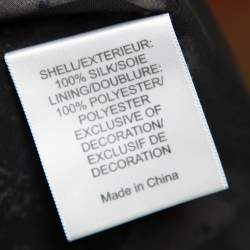 SHELL/EXTERIEUR:
100% SILK/SOIE
LINING/DOUBLURE:
100% POLYESTER/
POLYESTER
EXCLUSIVE OF
DECORATION/
EXCLUSIF DE
DECORATION
Made in China